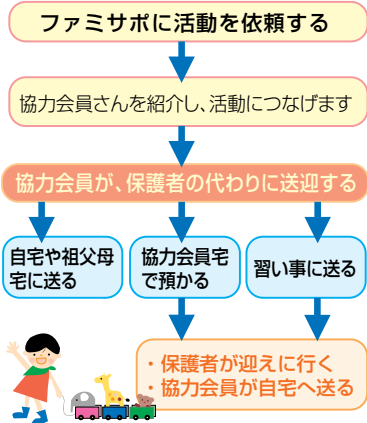 ファミサポに活動を依頼する
協力会員さんを紹介し、活動につなげます
協力会員が、保護者の代わりに送迎する
自宅や祖父母
宅に送る
協力会員宅
で預かる
習い事に送る
・保護者が迎えに行く
・協力会員が自宅へ送る